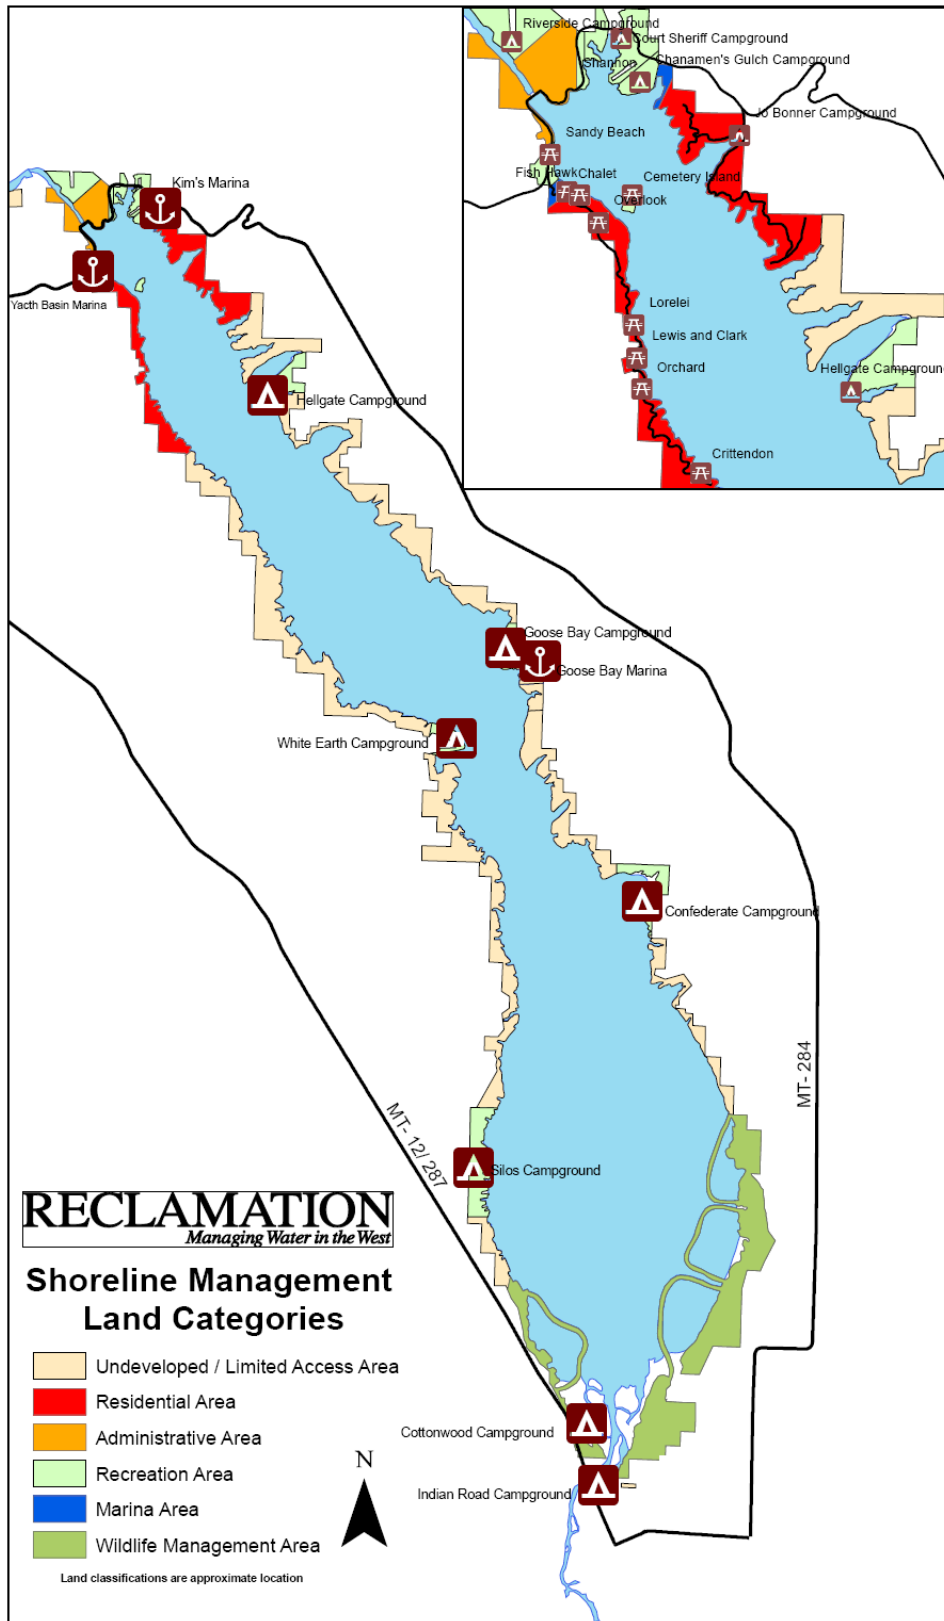 Riverside Campground
Court Sheriff Campground
Shannon
Chanamen's Gulch Campground
Jo Bonner Campground
Sandy Beach
Fish Hawk
Chalet
Cemetery Island
Overlook
Lorelei
Lewis and Clark
Orchard
Hellgate Campground
Crittendon
Kim's Marina
Yacth Basin Marina
Hellgate Campground
Goose Bay Campground
Goose Bay Marina
White Earth Campground
Confederate Campground
MT- 284
MT- 12/ 287
Silos Campground
RECLAMATION
Managing Water in the West
Shoreline Management
Land Categories
Undeveloped / Limited Access Area
Residential Area
Administrative Area
Recreation Area
Marina Area
Wildlife Management Area
Land classifications are approximate location
N
Cottonwood Campground
Indian Road Campground